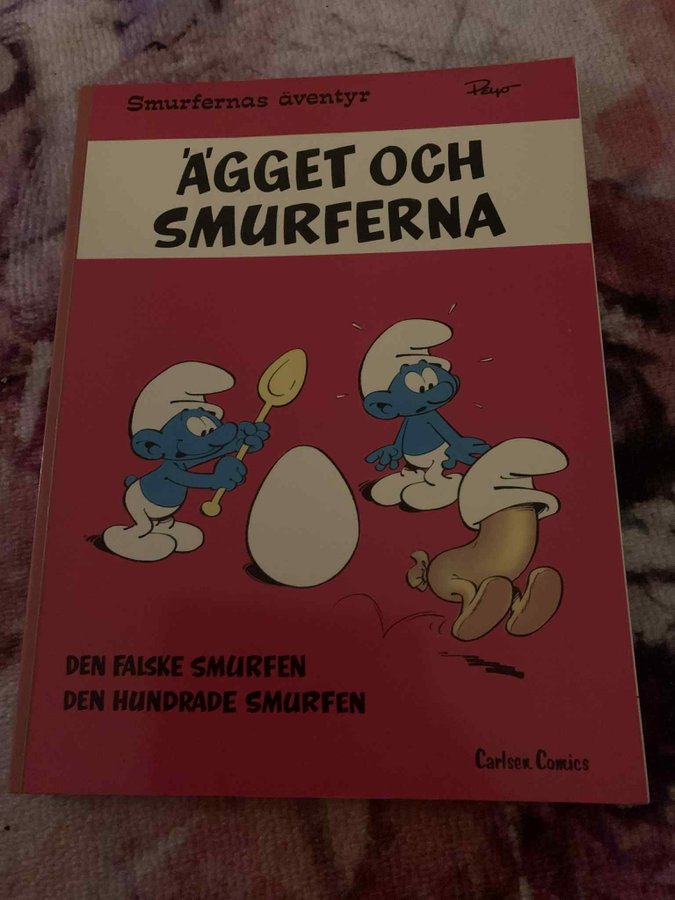 Smurfernas äventyr
Peyo
ÄGGET OCH
SMURFERNA
DEN FALSKE SMURFEN
DEN HUNDRADE SMURFEN
Carlsen Comics